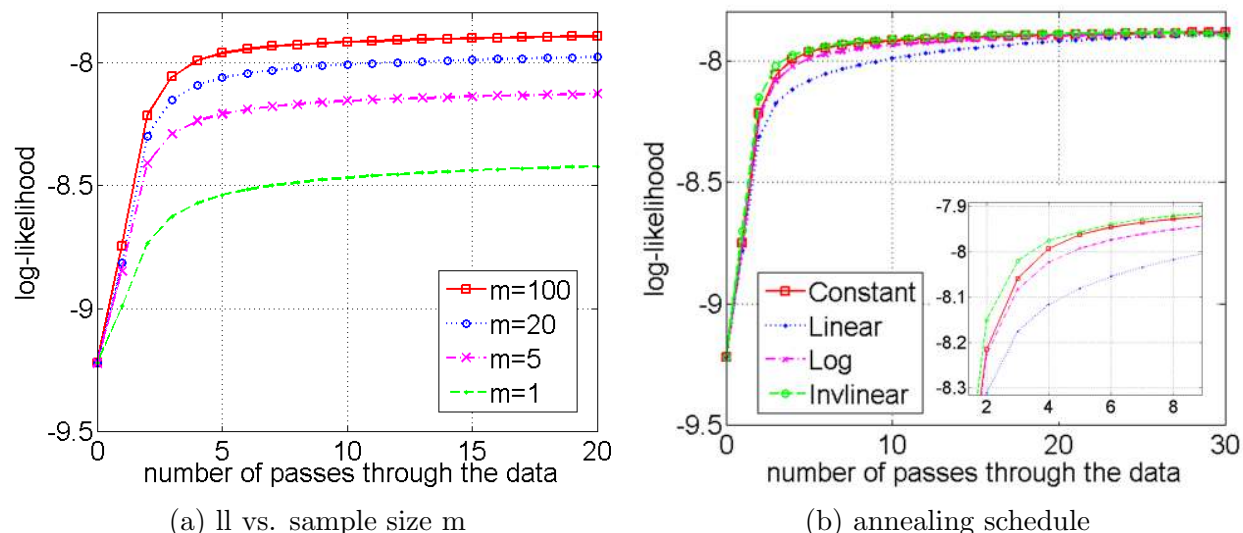 -8
-8.5
-9
-9.5
0
5
10
15
20
log-likelihood
number of passes through the data
m=100
m=20
m=5
m=1
(a) ll vs. sample size m
-8
-8.5
-9
-9.5
0
10
20
30
log-likelihood
number of passes through the data
Constant
Linear
Log
Invlinear
-7.9
-8
-8.1
-8.2
-8.3
2
4
6
8
(b) annealing schedule